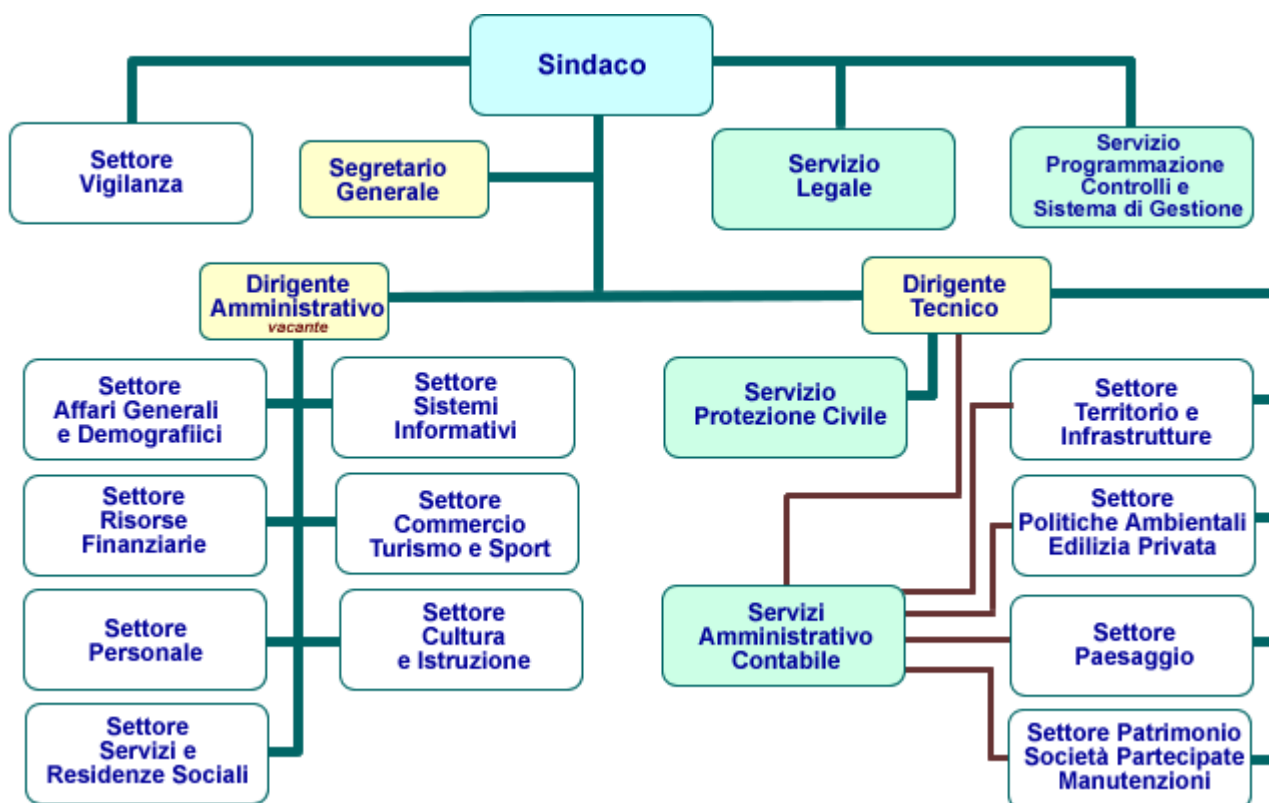 Sindaco
Settore
Vigilanza
Segretario
Generale
Servizio
Legale
Servizio
Programmazione
Controlli e
Sistema di Gestione
Dirigente
Amministrativo
vacante
Dirigente
Tecnico
Settore
Affari Generali
e Demografiici
Settore
Sistemi
Informativi
Servizio
Protezione Civile
Settore
Territorio e
Infrastrutture
Settore
Risorse
Finanziarie
Settore
Commercio
Turismo e Sport
Settore
Politiche Ambientali
Edilizia Privata
Settore
Personale
Settore
Cultura
e Istruzione
Servizi
Amministrativo
Contabile
Settore
Paesaggio
Settore
Servizi e
Residenze Sociali
Settore Patrimonio
Società Partecipate
Manutenzioni